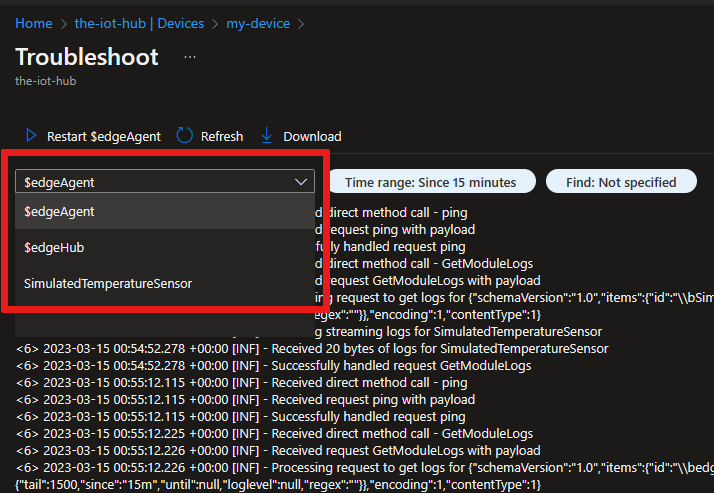 Home > the-iot-hub | Devices > my-device >
Troubleshoot ...
the-iot-hub
Restart $edgeAgent Refresh Download
$edgeAgent Time range: Since 15 minutes Find: Not specified
$edgeAgent
$edgeHub
SimulatedTemperatureSensor
d direct method call - ping
d request ping with payload
fully handled request ping
d direct method call - GetModuleLogs
d request GetModuleLogs with payload
ing request to get logs for {"schemaVersion":"1.0","items":{"id":"\\bSim
regex":""}},"encoding":1,"contentType":1}
g streaming logs for SimulatedTemperatureSensor
<6> 2023-03-15 00:54:52.278 +00:00 [INF] - Received 20 bytes of logs for SimulatedTemperatureSensor
<6> 2023-03-15 00:54:52.278 +00:00 [INF] - Successfully handled request GetModuleLogs
<6> 2023-03-15 00:55:12.115 +00:00 [INF] - Received direct method call - ping
<6> 2023-03-15 00:55:12.115 +00:00 [INF] - Received request ping with payload
<6> 2023-03-15 00:55:12.115 +00:00 [INF] - Successfully handled request ping
<6> 2023-03-15 00:55:12.225 +00:00 [INF] - Received direct method call - GetModuleLogs
<6> 2023-03-15 00:55:12.226 +00:00 [INF] - Received request GetModuleLogs with payload
<6> 2023-03-15 00:55:12.226 +00:00 [INF] - Processing request to get logs for {"schemaVersion":"1.0","items":{"id":"\\bedg
{"tail":1500,"since":"15m","until":null,"loglevel":null,"regex":""}},"encoding":1,"contentType":1}